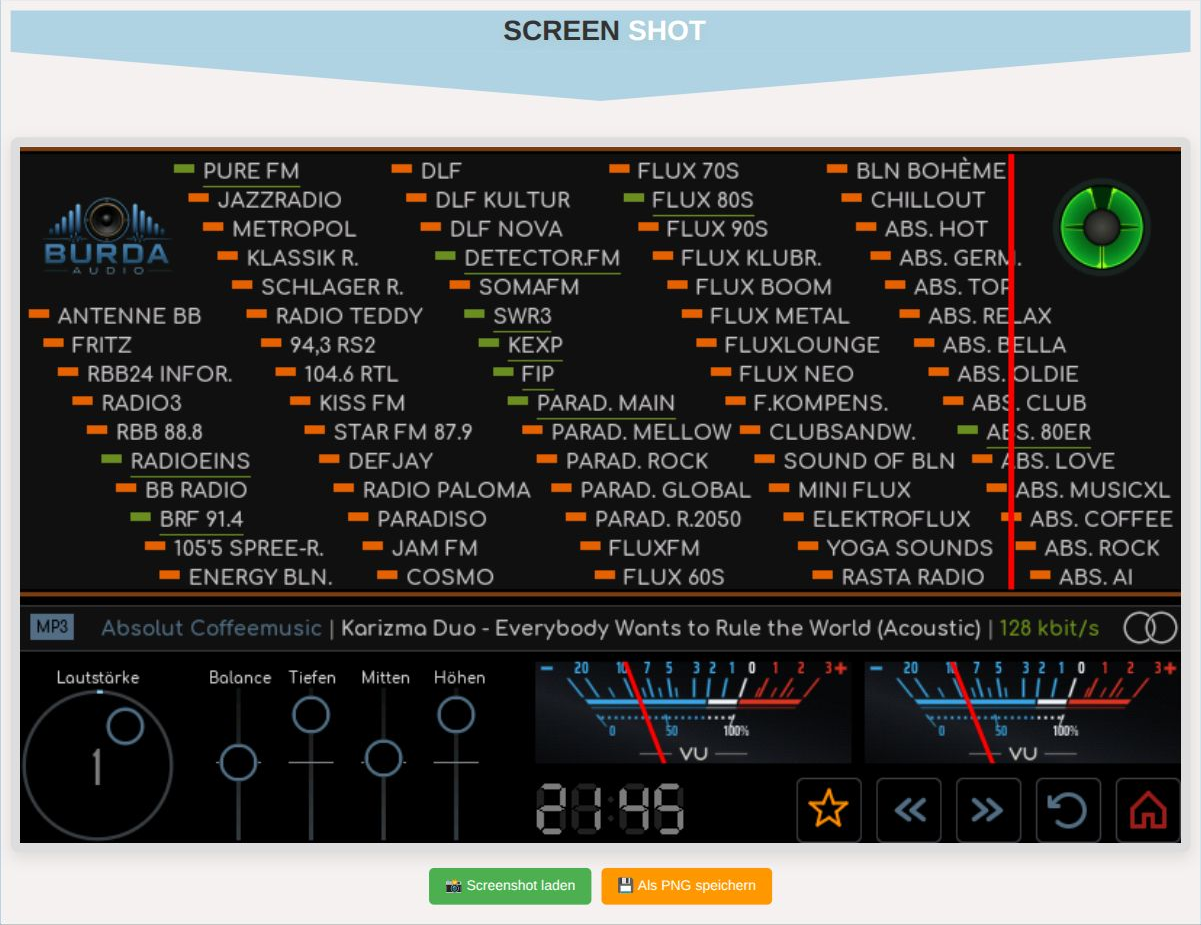 SCREEN SHOT
PURE FM DLF FLUX 70S BLN BOHÈME
JAZZRADIO DLF KULTUR FLUX 80S CHILLOUT
METROPOL DLF NOVA FLUX 90S ABS. HOT
BURDA
AUDIO
KLASSIK R. DETECTOR.FM FLUX KLUBR. ABS. GERM.
SCHLAGER R. SOMAFM FLUX BOOM ABS. TOP
ANTENNE BB RADIO TEDDY SWR3 FLUX METAL ABS. RELAX
FRITZ 94,3 RS2 KEXP FLUXLOUNGE ABS. BELLA
RBB24 INFOR. 104.6 RTL FIP FLUX NEO ABS. OLDIE
RADIO3 KISS FM PARAD. MAIN F.KOMPENS. ABS. CLUB
RBB 88.8 STAR FM 87.9 PARAD. MELLOW CLUBSANDW. ABS. 80ER
RADIOEINS DEFJAY PARAD. ROCK SOUND OF BLN ABS. LOVE
BB RADIO RADIO PALOMA PARAD. GLOBAL MINI FLUX ABS. MUSICXL
BRF 91.4 PARADISO PARAD. R.2050 ELEKTROFLUX ABS. COFFEE
105'5 SPREE-R. JAM FM FLUXFM YOGA SOUNDS ABS. ROCK
ENERGY BLN. COSMO FLUX 60S RASTA RADIO ABS. AI
MP3 Absolut Coffeemusic | Karizma Duo - Everybody Wants to Rule the World (Acoustic) | 128 kbit/s
Lautstärke Balance Tiefen Mitten Höhen
1
- 20 10 7 5 3 2 1 0 1 2 3+
0 50 100%
VU
- 20 10 7 5 3 2 1 0 1 2 3+
0 50 100%
VU
21:45
Screenshot laden
Als PNG speichern